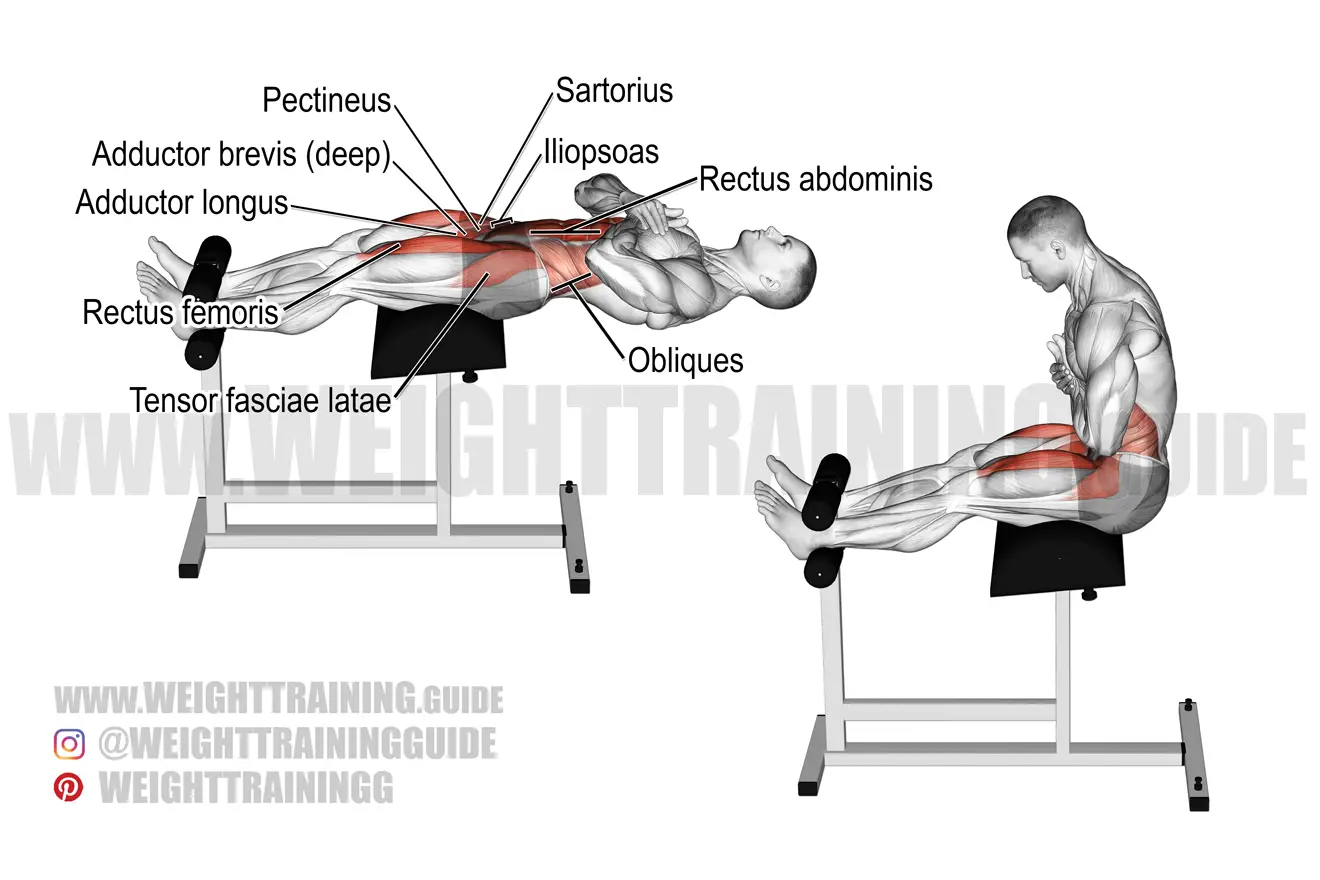 Sartorius
Pectineus
Iliopsoas
Adductor brevis (deep)
Rectus abdominis
Adductor longus
Rectus femoris
Obliques
Tensor fasciae latae
WWW.WEIGHTTRAINING.GUIDE
WWW.WEIGHTTRAINING.GUIDE
@WEIGHTTRAININGGUIDE
WEIGHTTRAININGG